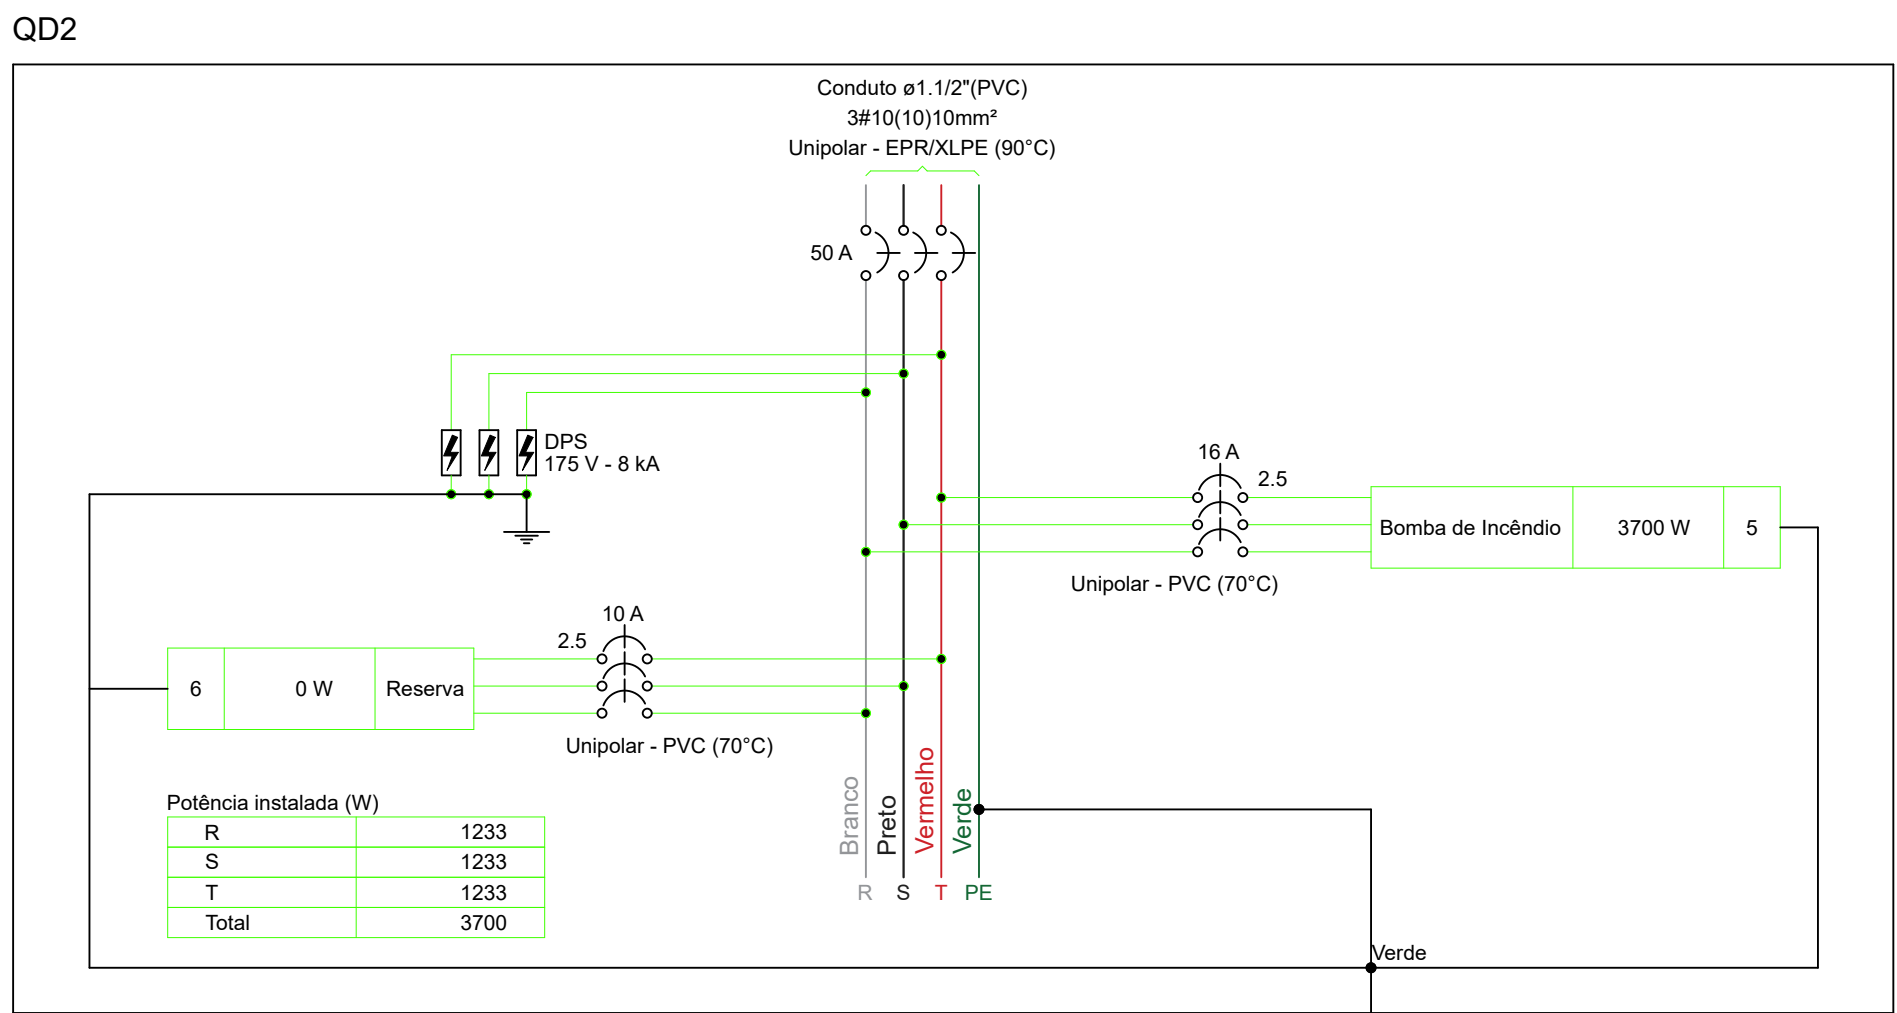 QD2
Conduto ø1.1/2"(PVC)
3#10(10)10mm²
Unipolar - EPR/XLPE (90°C)
50 A
DPS
175 V - 8 kA
16 A
2.5
Bomba de Incêndio 3700 W 5
Unipolar - PVC (70°C)
10 A
2.5
6 0 W Reserva
Unipolar - PVC (70°C)
Branco
Preto
Vermelho
Verde
R S T PE
Potência instalada (W)
R 1233
S 1233
T 1233
Total 3700
Verde